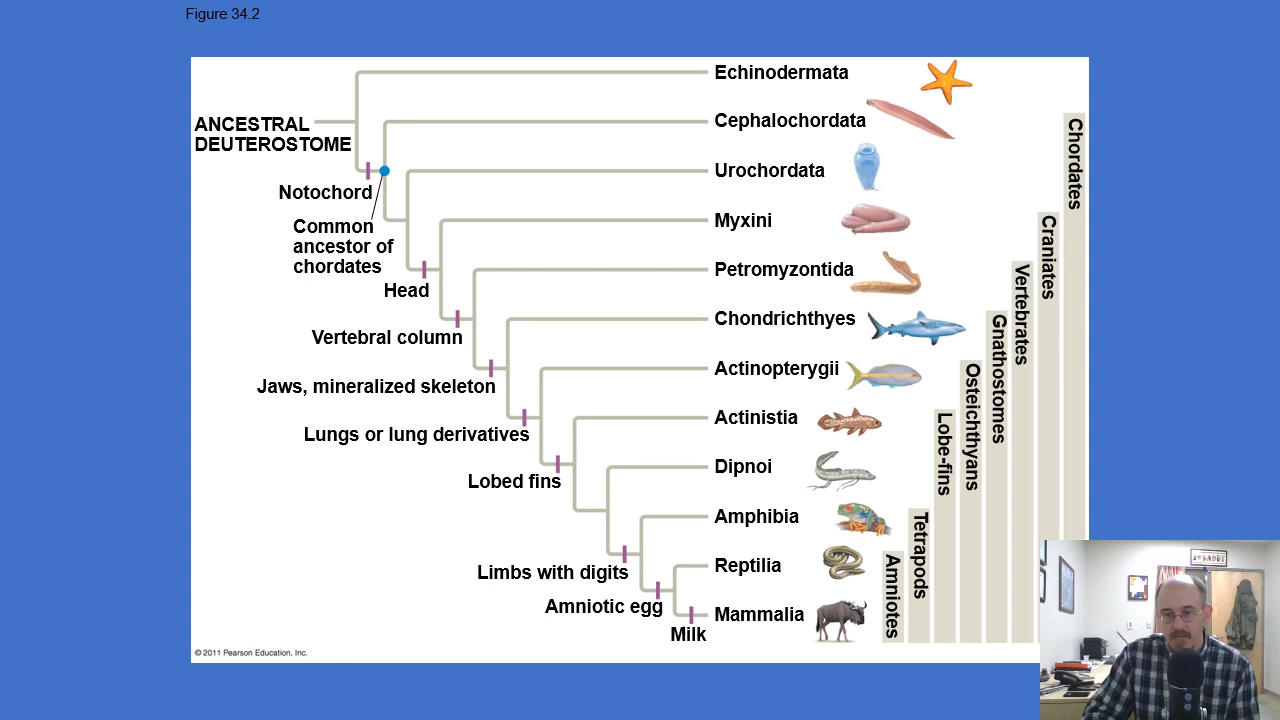 Figure 34.2
Echinodermata
ANCESTRAL
DEUTEROSTOME
Cephalochordata
Urochordata
Notochord
Common
ancestor of
chordates
Myxini
Petromyzontida
Head
Chondrichthyes
Vertebral column
Actinopterygii
Jaws, mineralized skeleton
Actinistia
Lungs or lung derivatives
Dipnoi
Lobed fins
Amphibia
Reptilia
Limbs with digits
Amniotic egg
Mammalia
Milk
Chordates
Craniates
Vertebrates
Gnathostomes
Osteichthyans
Lobe-fins
Tetrapods
Amniotes
© 2011 Pearson Education, Inc.